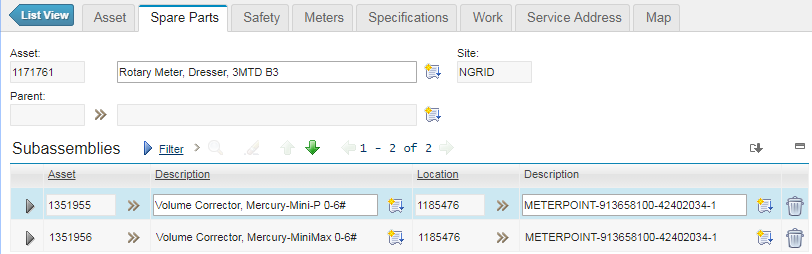 List View Asset Spare Parts Safety Meters Specifications Work Service Address Map
Asset: Site:
1171761 Rotary Meter, Dresser, 3MTD B3 NGRID
Parent:
Subassemblies Filter 1 - 2 of 2
Asset Description Location Description
1351955 Volume Corrector, Mercury-Mini-P 0-6# 1185476 METERPOINT-913658100-42402034-1
1351956 Volume Corrector, Mercury-MiniMax 0-6# 1185476 METERPOINT-913658100-42402034-1